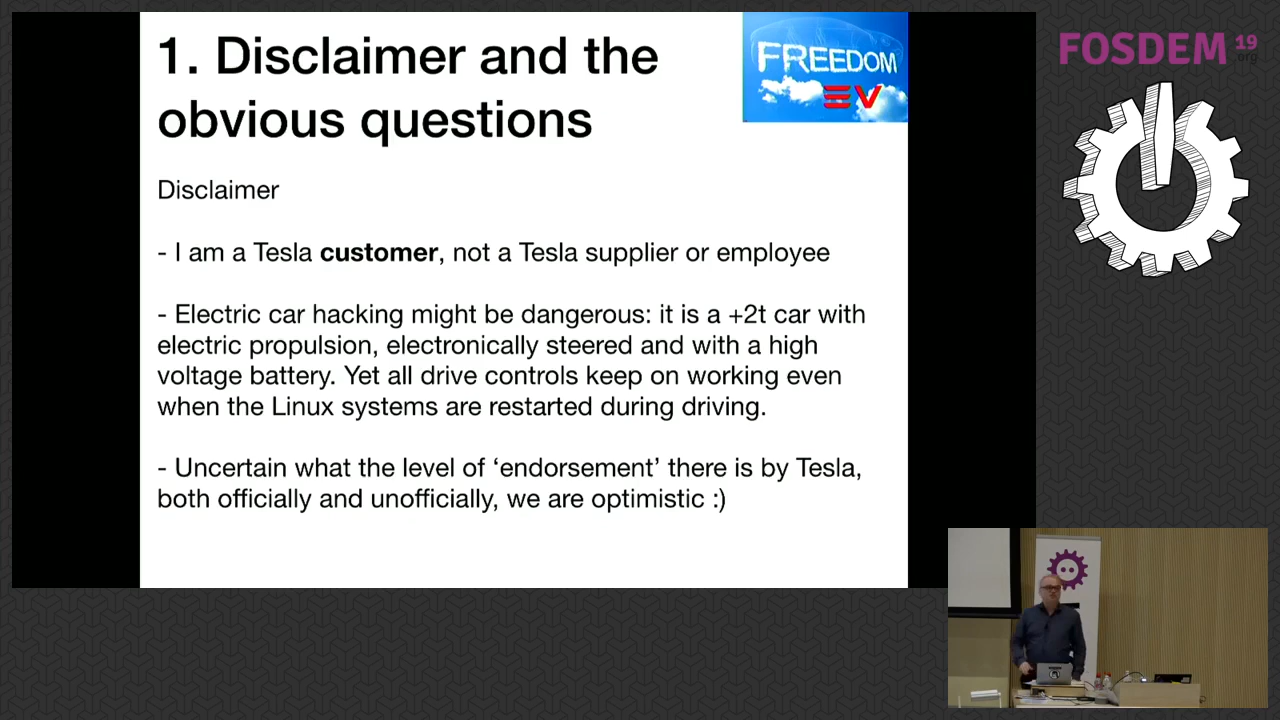 1. Disclaimer and the
obvious questions
FREEDOM
EV
FOSDEM 19
.org
Disclaimer
- I am a Tesla customer, not a Tesla supplier or employee
- Electric car hacking might be dangerous: it is a +2t car with
electric propulsion, electronically steered and with a high
voltage battery. Yet all drive controls keep on working even
when the Linux systems are restarted during driving.
- Uncertain what the level of ‘endorsement’ there is by Tesla,
both officially and unofficially, we are optimistic :)